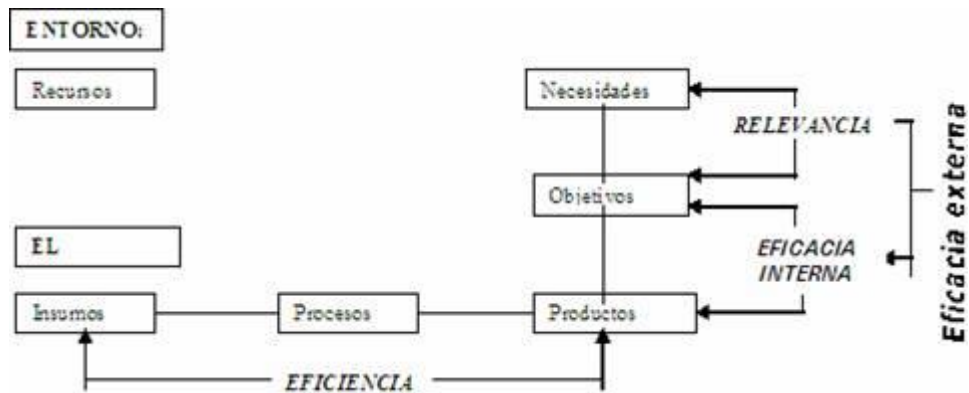 ENTORNO:
Recursos
Necesidades
RELEVANCIA
Objetivos
EL
EFICACIA
INTERNA
Eficacia externa
Insumos
Procesos
Productos
EFICIENCIA